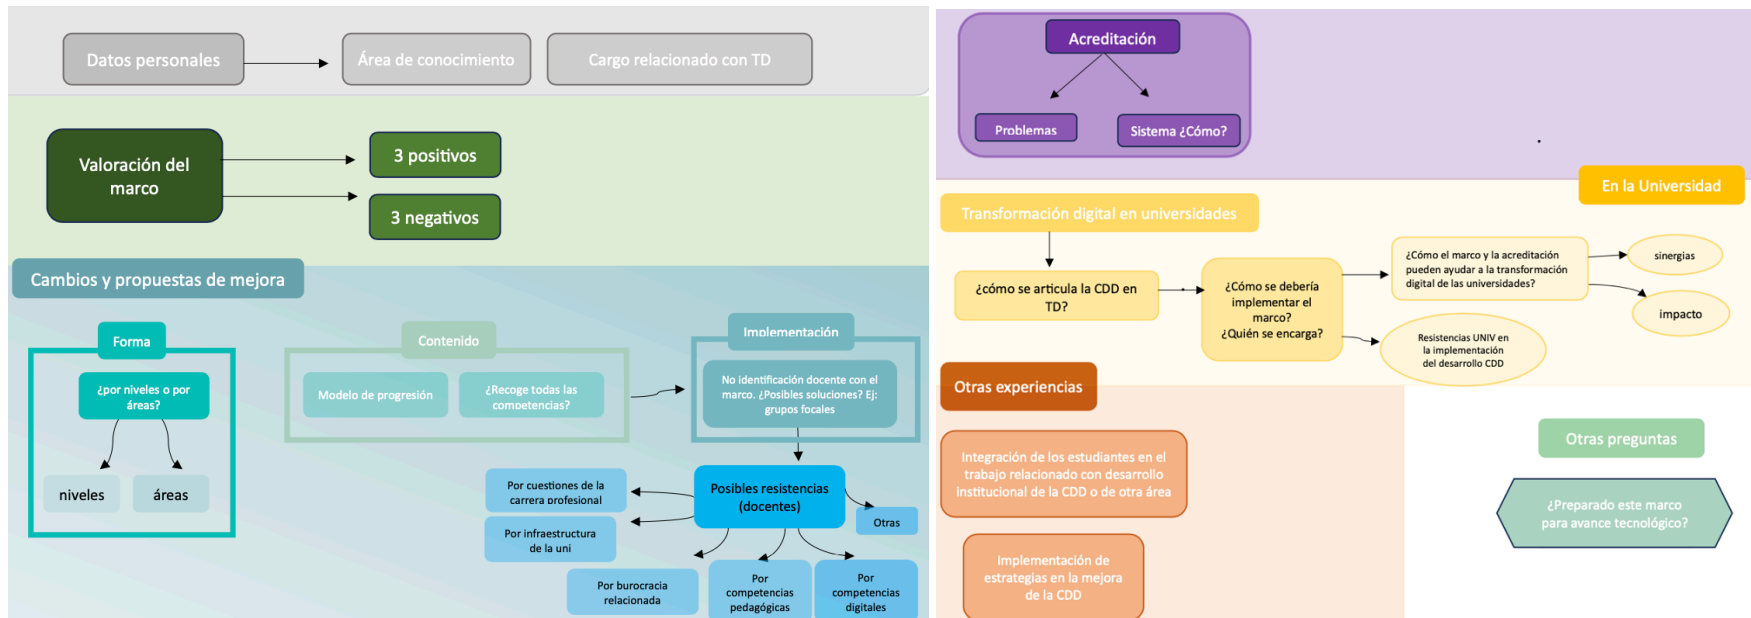 Datos personales
Área de conocimiento
Cargo relacionado con TD
Valoración del
marco
3 positivos
3 negativos
Cambios y propuestas de mejora
Forma
¿por niveles o por
áreas?
niveles
áreas
Contenido
Modelo de progresión
¿Recoge todas las
competencias?
Implementación
No identificación docente con el
marco. ¿Posibles soluciones? Ej:
grupos focales
Posibles resistencias
(docentes)
Por cuestiones de la
carrera profesional
Por infraestructura
de la uni
Por burocracia
relacionada
Por
competencias
pedagógicas
Por
competencias
digitales
Otras
Acreditación
Problemas
Sistema ¿Cómo?
En la Universidad
Transformación digital en universidades
¿cómo se articula la CDD en
TD?
¿Cómo se debería
implementar el
marco?
¿Quién se encarga?
¿Cómo el marco y la acreditación
pueden ayudar a la transformación
digital de las universidades?
sinergias
impacto
Resistencias UNIV en
la implementación
del desarrollo CDD
Otras experiencias
Integración de los estudiantes en el
trabajo relacionado con desarrollo
institucional de la CDD o de otra área
Implementación de
estrategias en la mejora
de la CDD
Otras preguntas
¿Preparado este marco
para avance tecnológico?